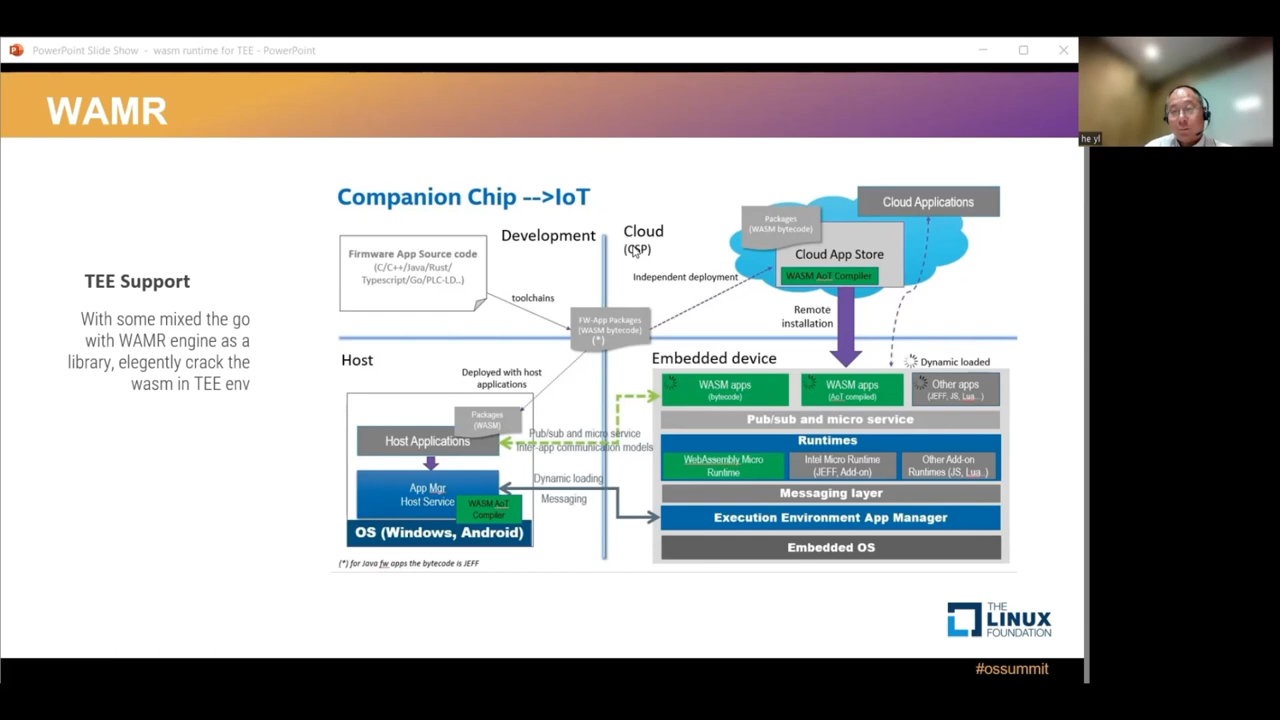 PowerPoint Slide Show - wasm runtime for TEE - PowerPoint
he yl
WAMR
TEE Support
With some mixed the go
with WAMR engine as a
library, elegently crack the
wasm in TEE env
Companion Chip -->IoT
Development
Firmware App Source code
(C/C++/Java/Rust/
Typescript/Go/PLC-LD..)
toolchains
FW-App Packages
(WASM bytecode)
(*)
Cloud
(CSP)
Independent deployment
Packages
(WASM bytecode)
Cloud Applications
Cloud App Store
WASM AoT Compiler
Remote
installation
Host
Deployed with host
applications
Packages
(WASM)
Host Applications
App Mgr
Host Service
WASM AoT
Compiler
OS (Windows, Android)
(*) for Java fw apps the bytecode is JEFF
Pub/sub and micro service
Inter-app communication models
Dynamic loading
Messaging
Embedded device
Dynamic loaded
WASM apps
(bytecode)
WASM apps
(AoT compiled)
Other apps
(JEFF, JS, Lua...)
Pub/sub and micro service
Runtimes
WebAssembly Micro
Runtime
Intel Micro Runtime
(JEFF, Add-on)
Other Add-on
Runtimes (JS, Lua..)
Messaging layer
Execution Environment App Manager
Embedded OS
THE
LINUX
FOUNDATION
#ossummit